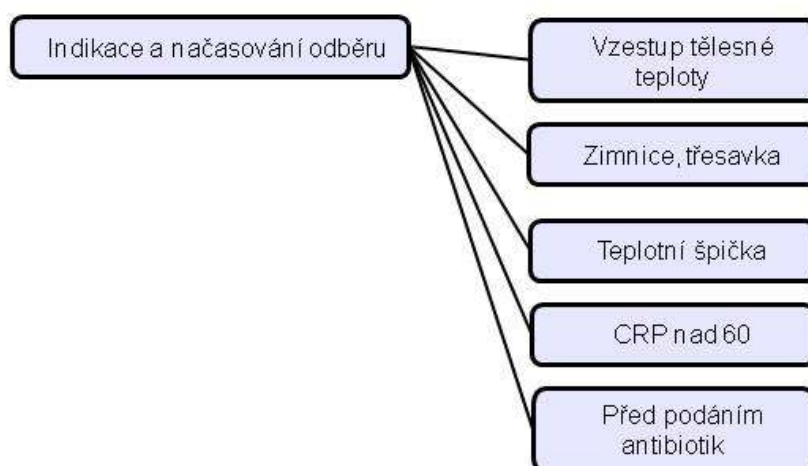 Indikace a načasování odběru
Vzestup tělesné
teploty
Zimnice, třesavka
Teplotní špička
CRP nad 60
Před podáním
antibiotik